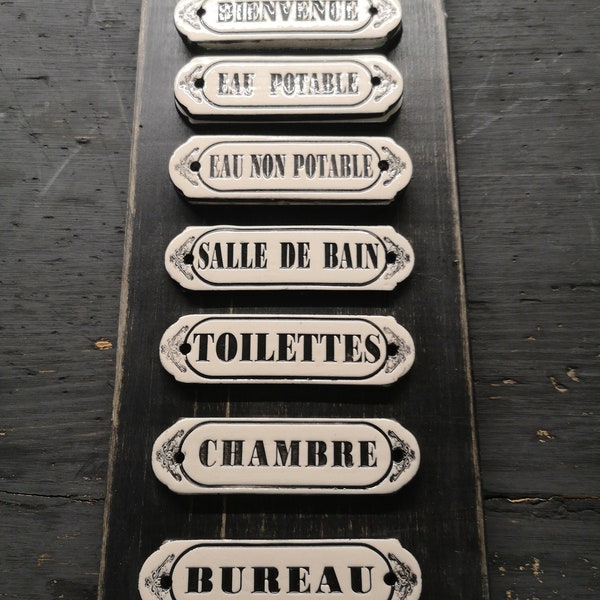 BIENVENUE
EAU POTABLE
EAU NON POTABLE
SALLE DE BAIN
TOILETTES
CHAMBRE
BUREAU